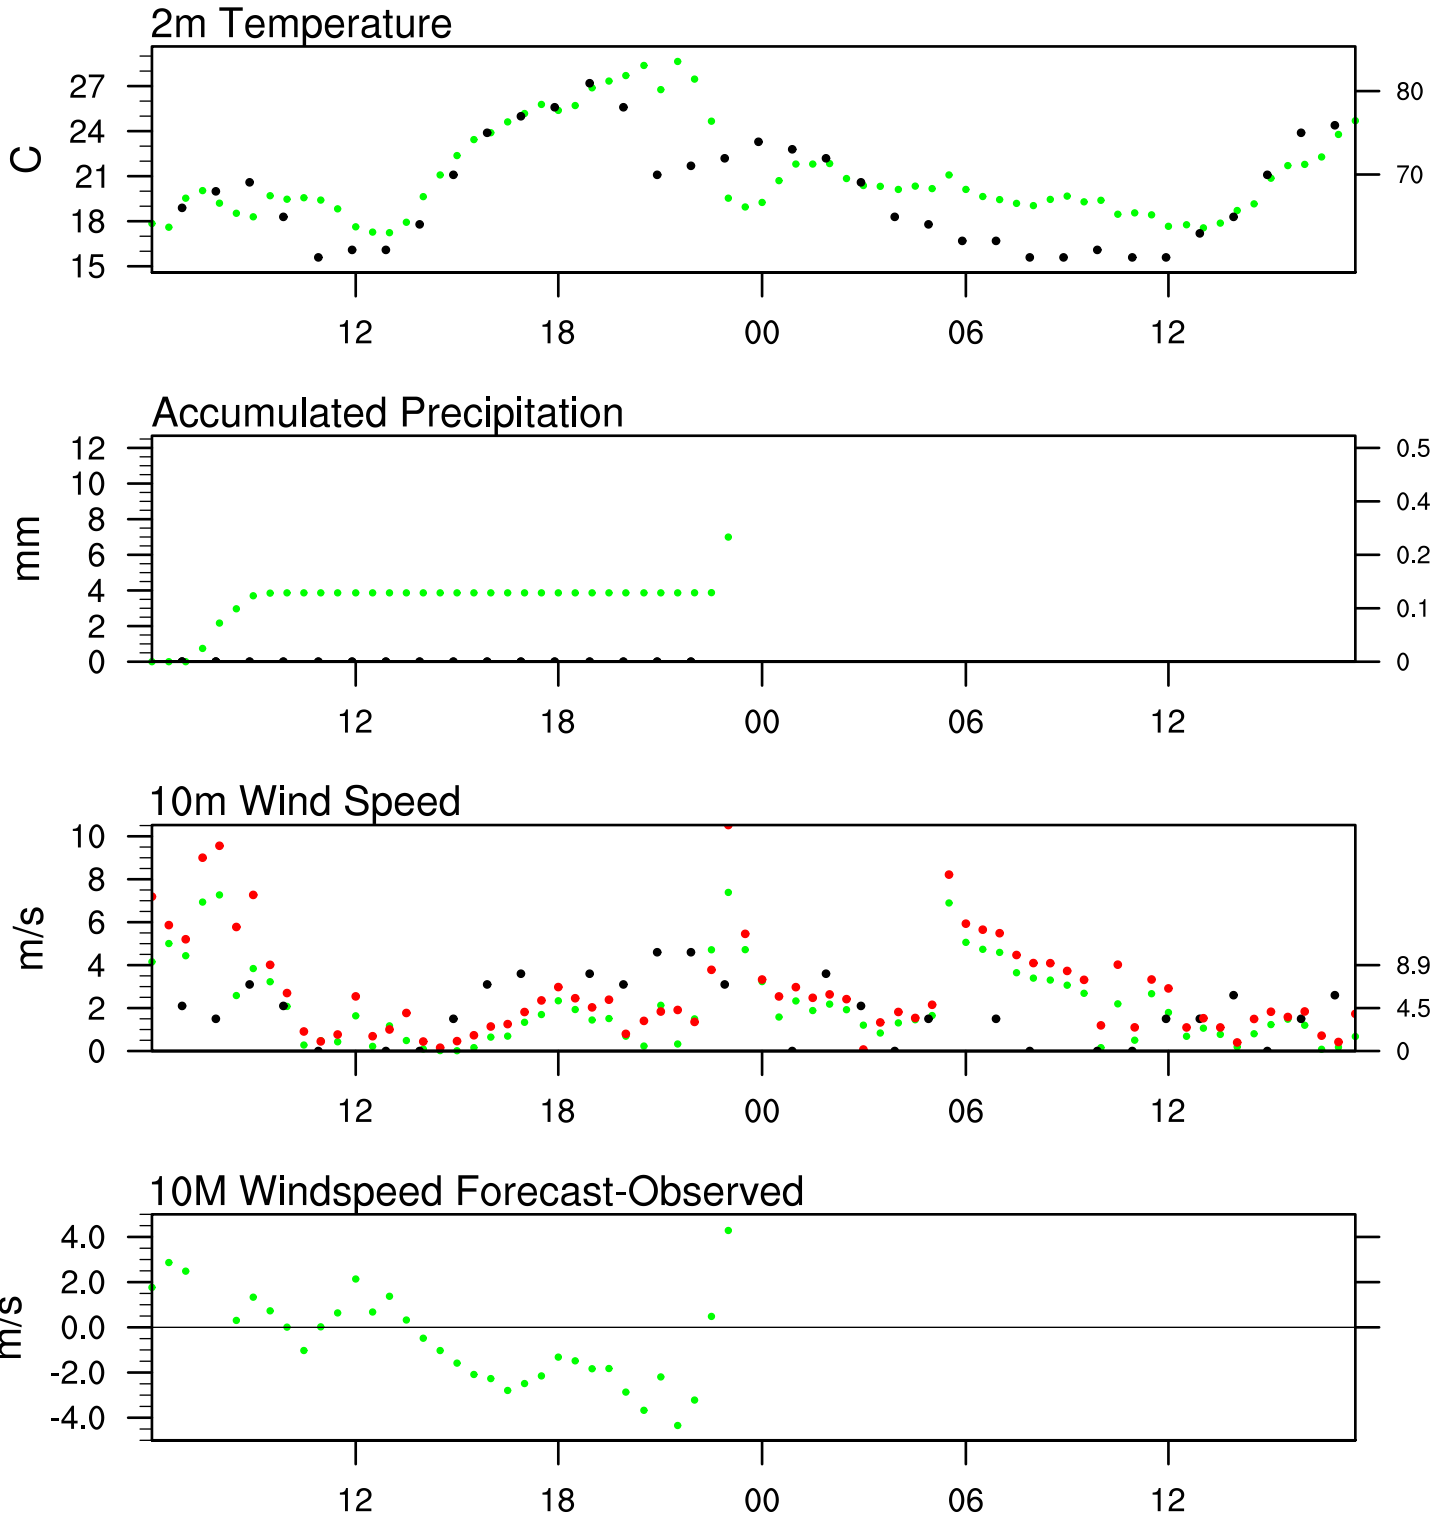 2m Temperature
27
24
21
18
15
C
80
70
12 18 00 06 12
Accumulated Precipitation
12
10
8
6
4
2
0
mm
0.5
0.4
0.2
0.1
0
12 18 00 06 12
10m Wind Speed
10
8
6
4
2
0
m/s
8.9
4.5
0
12 18 00 06 12
10M Windspeed Forecast-Observed
4.0
2.0
0.0
-2.0
-4.0
m/s
12 18 00 06 12